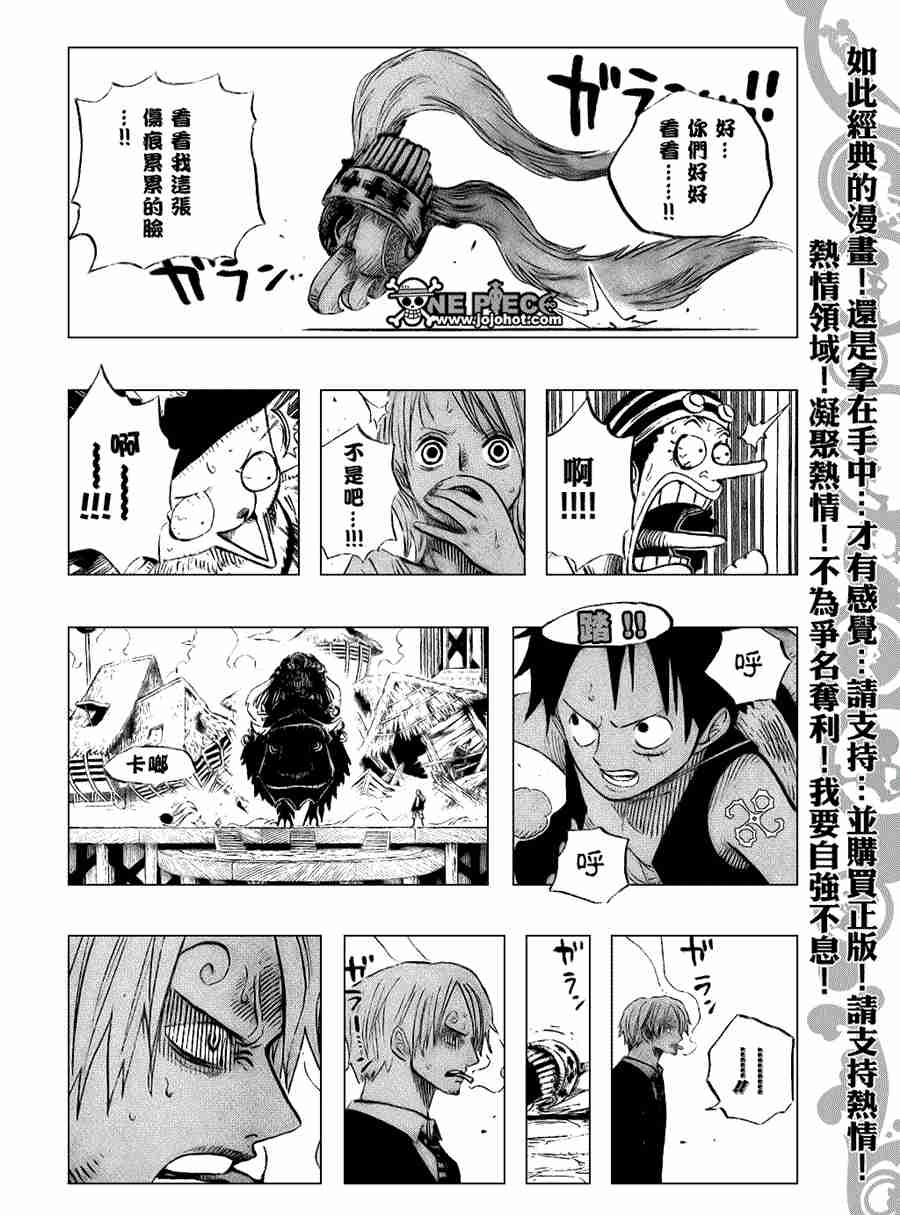 ガラン…!!
好…
你們好好
看看……!!
看看我這張
傷痕累累的臉
…!!
ガラン
ONE PIECE
www.jojohot.com
啊
!!!!
不是吧…!!!
踏!!
呼
呼
卡啷
…………!!
ガラ
ガラ
ガラ
如此經典的漫畫！還是拿在手中…才有感覺…請支持…並購買正版！請支持熱情！
熱情領域！凝聚熱情！不為爭名奪利！我要自強不息！